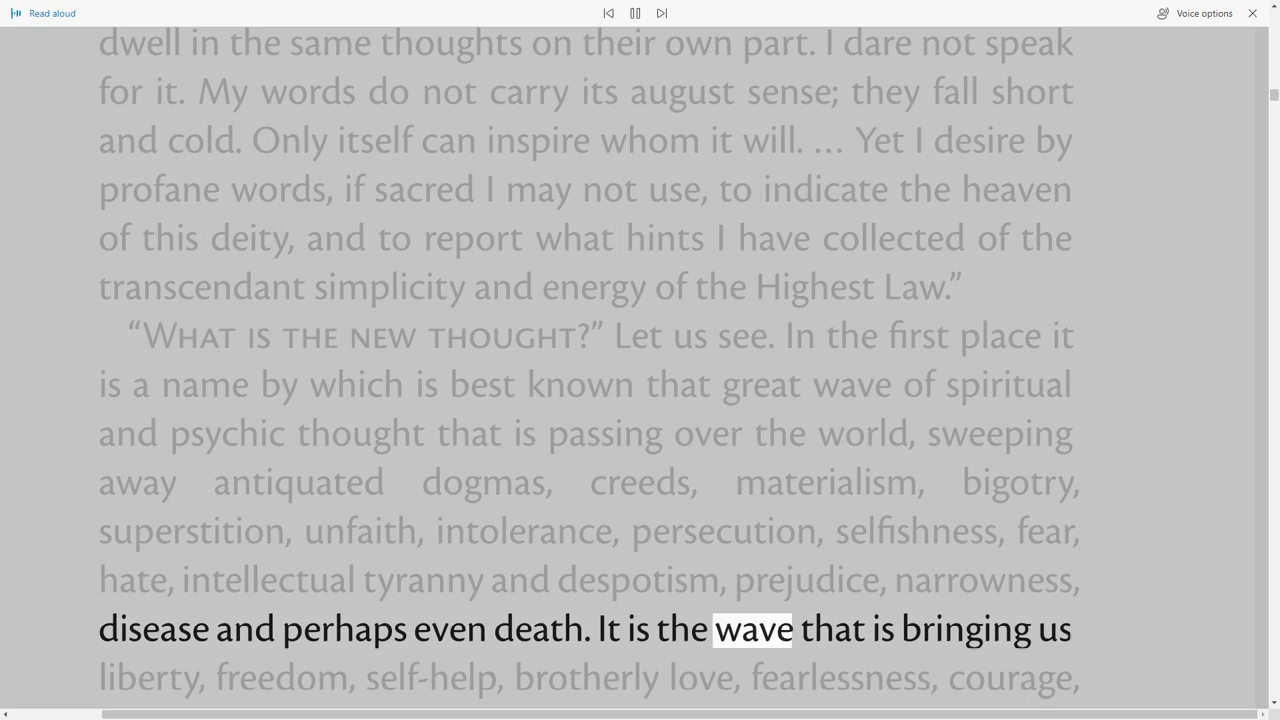 Read aloud
Voice options
dwell in the same thoughts on their own part. I dare not speak
for it. My words do not carry its august sense; they fall short
and cold. Only itself can inspire whom it will. … Yet I desire by
profane words, if sacred I may not use, to indicate the heaven
of this deity, and to report what hints I have collected of the
transcendant simplicity and energy of the Highest Law.”
“WHAT IS THE NEW THOUGHT?” Let us see. In the first place it
is a name by which is best known that great wave of spiritual
and psychic thought that is passing over the world, sweeping
away antiquated dogmas, creeds, materialism, bigotry,
superstition, unfaith, intolerance, persecution, selfishness, fear,
hate, intellectual tyranny and despotism, prejudice, narrowness,
disease and perhaps even death. It is the wave that is bringing us
liberty, freedom, self-help, brotherly love, fearlessness, courage,